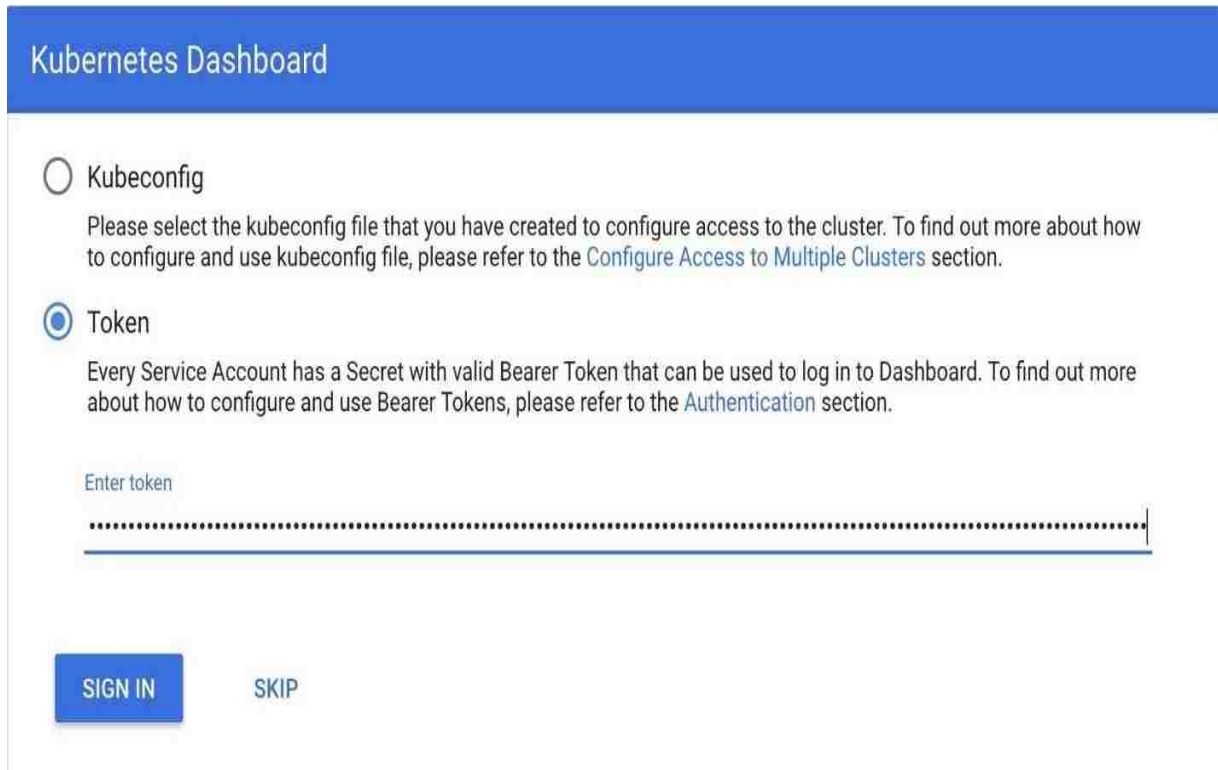 Kubernetes Dashboard
Kubeconfig
Please select the kubeconfig file that you have created to configure access to the cluster. To find out more about how
to configure and use kubeconfig file, please refer to the Configure Access to Multiple Clusters section.
Token
Every Service Account has a Secret with valid Bearer Token that can be used to log in to Dashboard. To find out more
about how to configure and use Bearer Tokens, please refer to the Authentication section.
Enter token
SIGN IN
SKIP